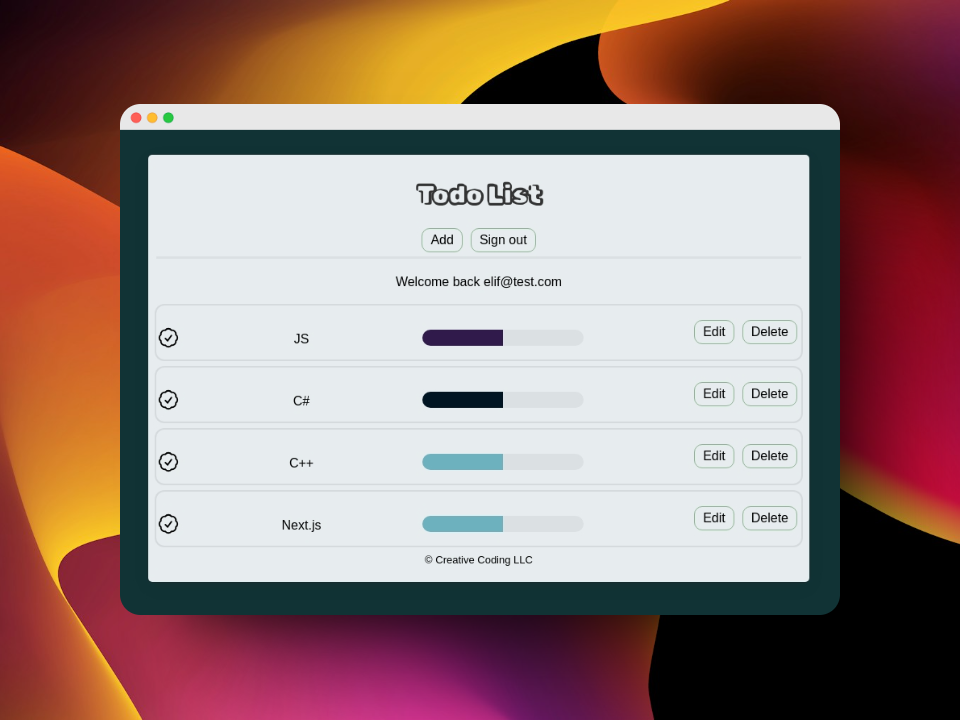 Todo List
Add Sign out
Welcome back elif@test.com
JS Edit Delete
C# Edit Delete
C++ Edit Delete
Next.js Edit Delete
© Creative Coding LLC